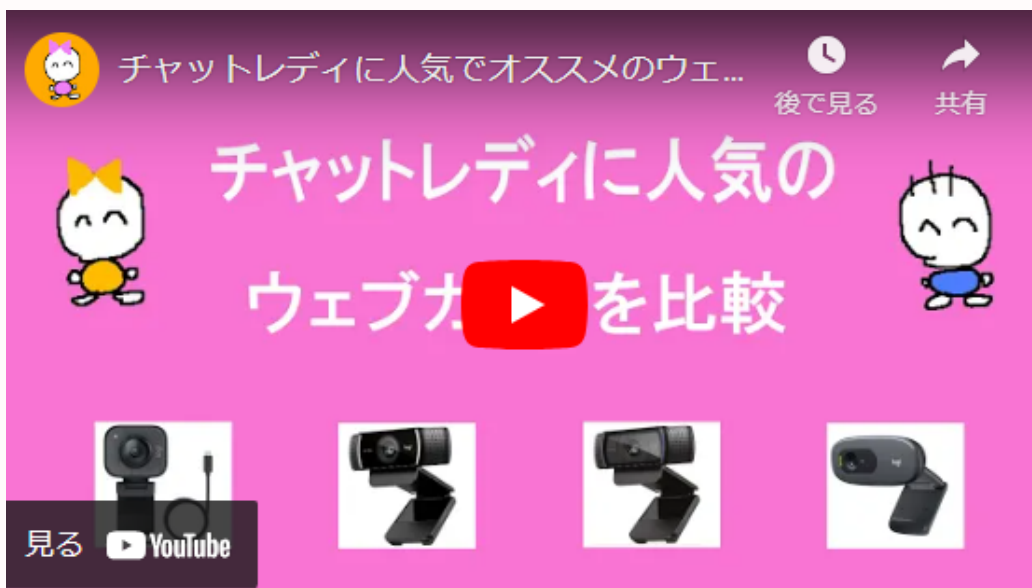 チャットレディに人気でオススメのウェ...
後で見る
共有
チャットレディに人気の
ウェブカ
を比較
見る YouTube